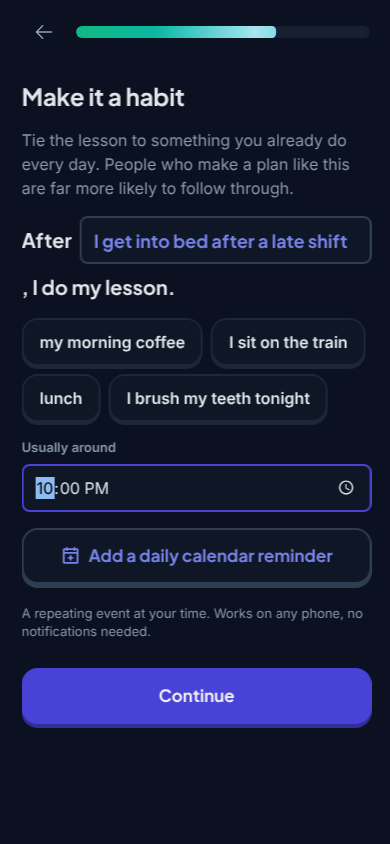 Make it a habit
Tie the lesson to something you already do
every day. People who make a plan like this
are far more likely to follow through.
After I get into bed after a late shift
, I do my lesson.
my morning coffee I sit on the train
lunch I brush my teeth tonight
Usually around
10:00 PM
Add a daily calendar reminder
A repeating event at your time. Works on any phone, no
notifications needed.
Continue